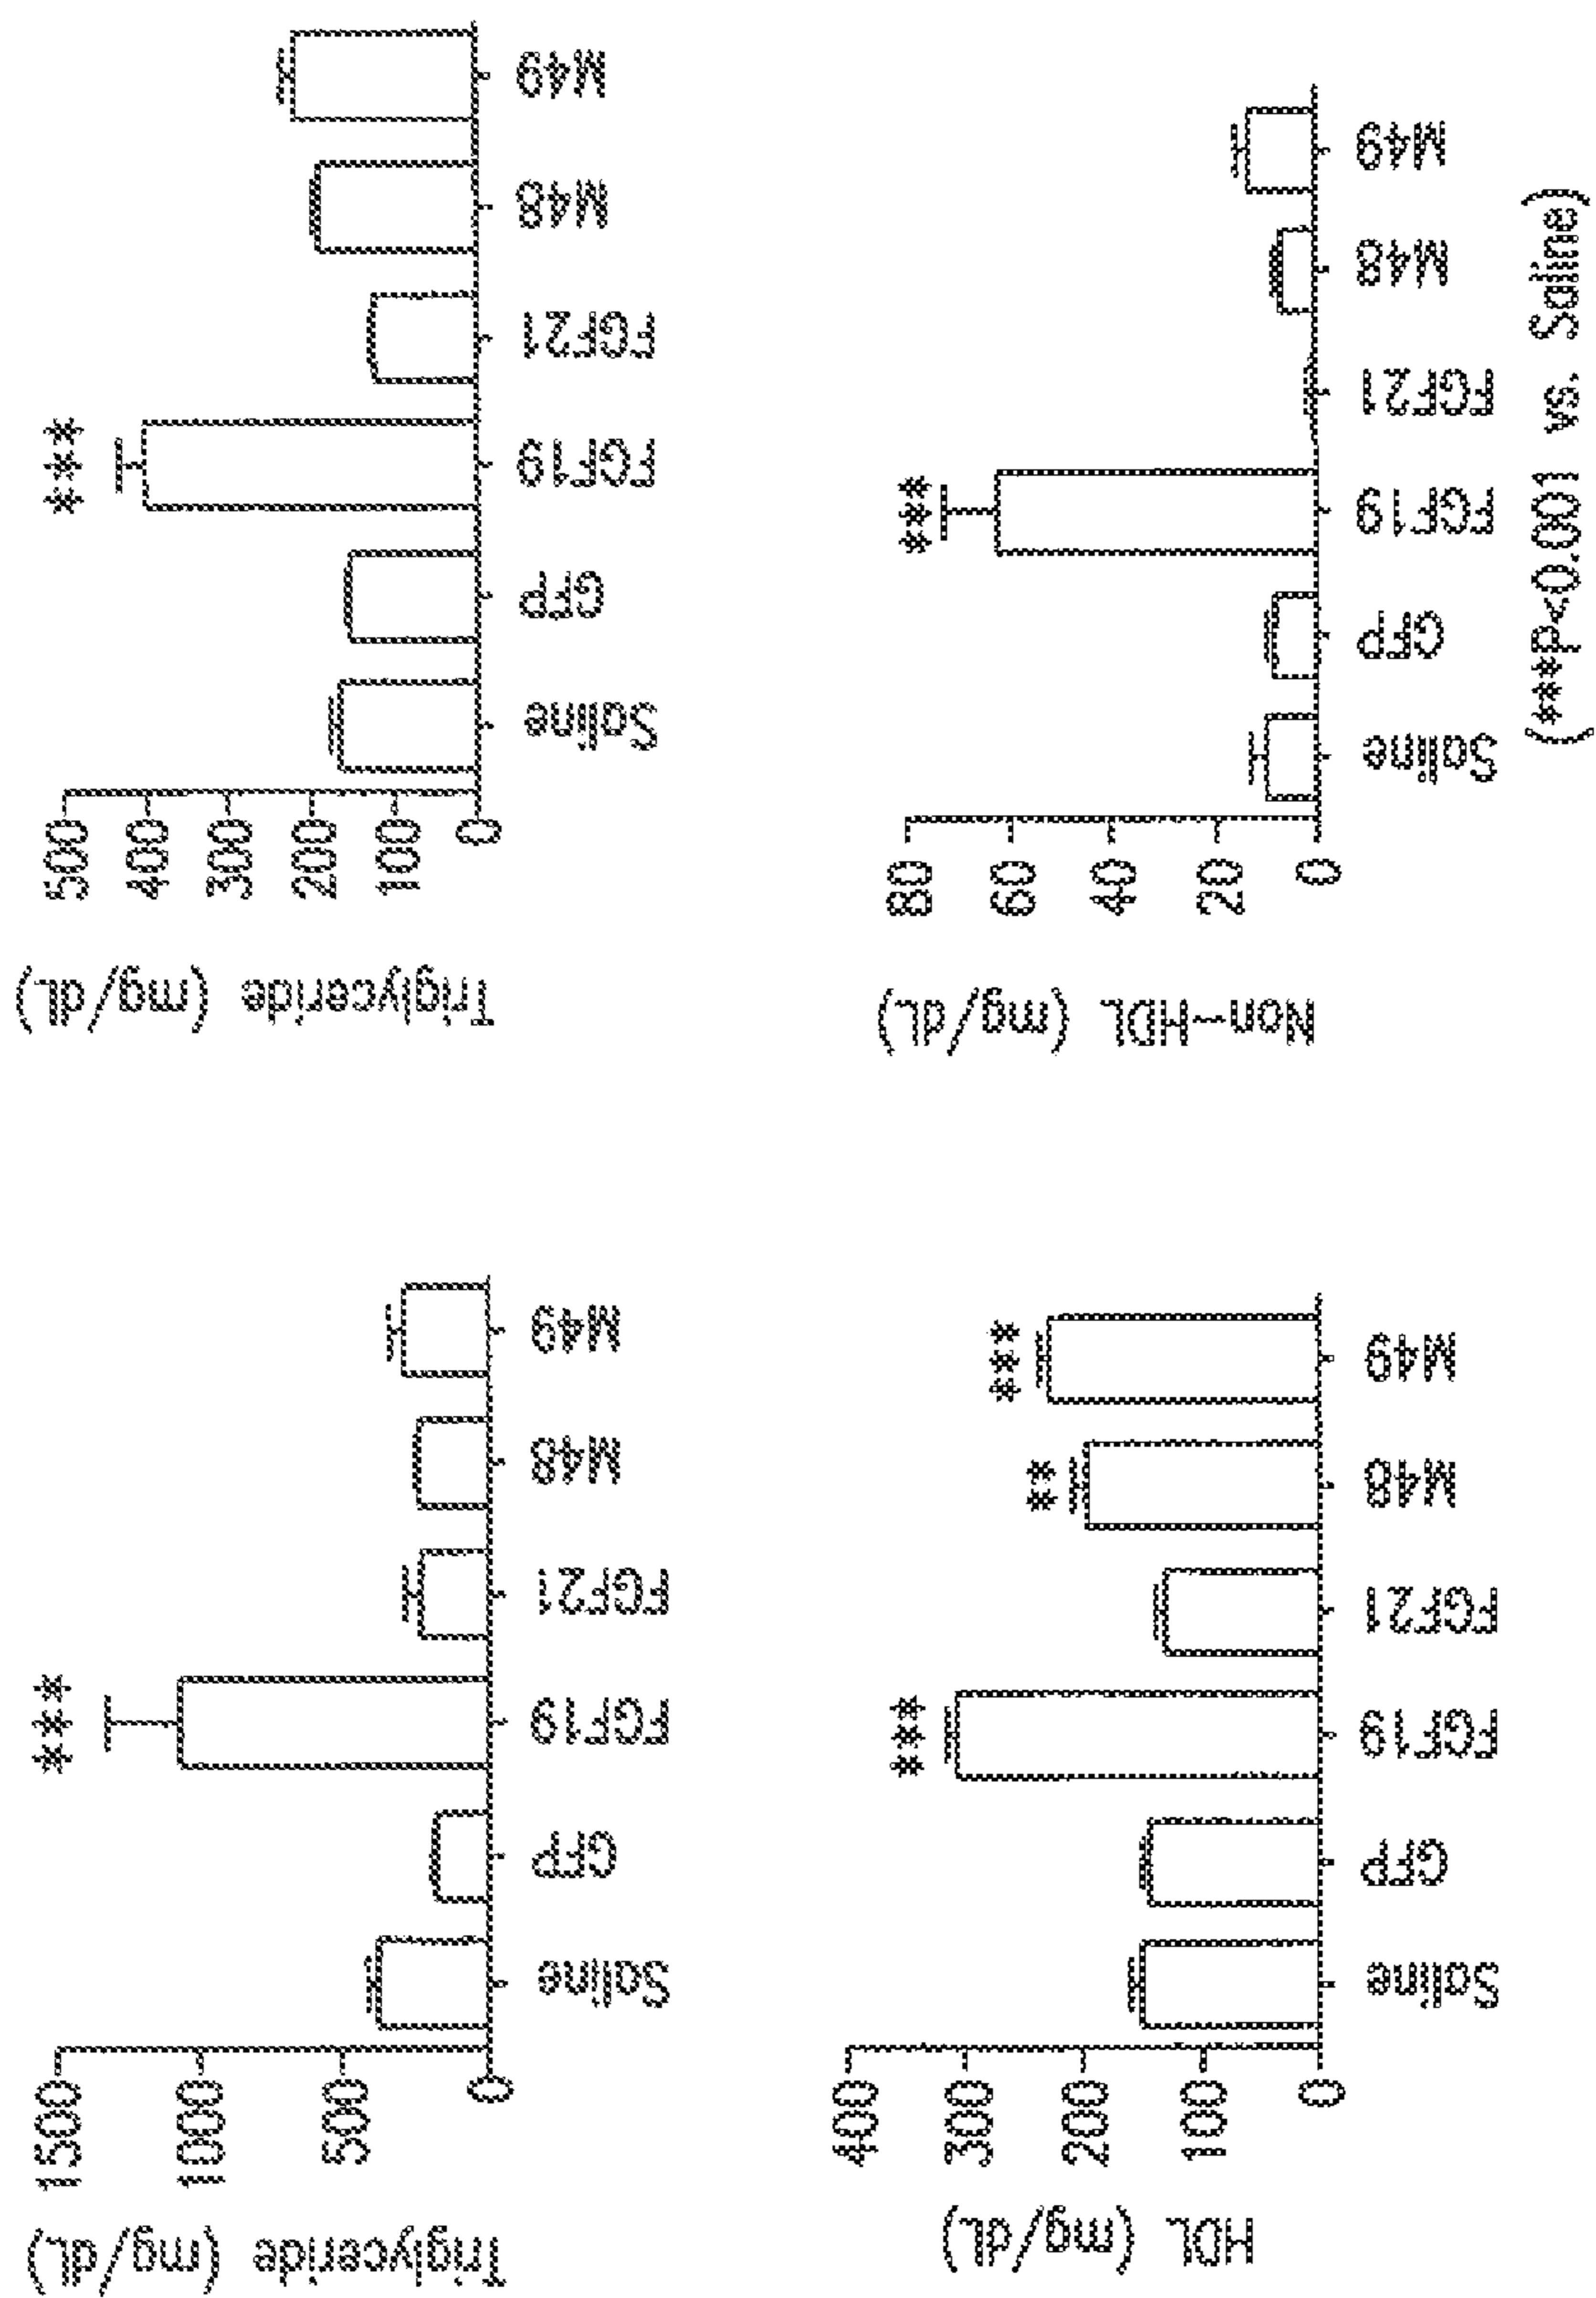 Triglyceride (mg/dL)
1500
1000
500
0
***
Saline GFP FGF19 FGF21 M48 M49
Triglyceride (mg/dL)
500
400
300
200
100
0
***
Saline GFP FGF19 FGF21 M48 M49
HDL (mg/dL)
400
300
200
100
0
*** ** ***
Saline GFP FGF19 FGF21 M48 M49
Non-HDL (mg/dL)
80
60
40
20
0
***
Saline GFP FGF19 FGF21 M48 M49
(***P<0.001 vs. Saline)